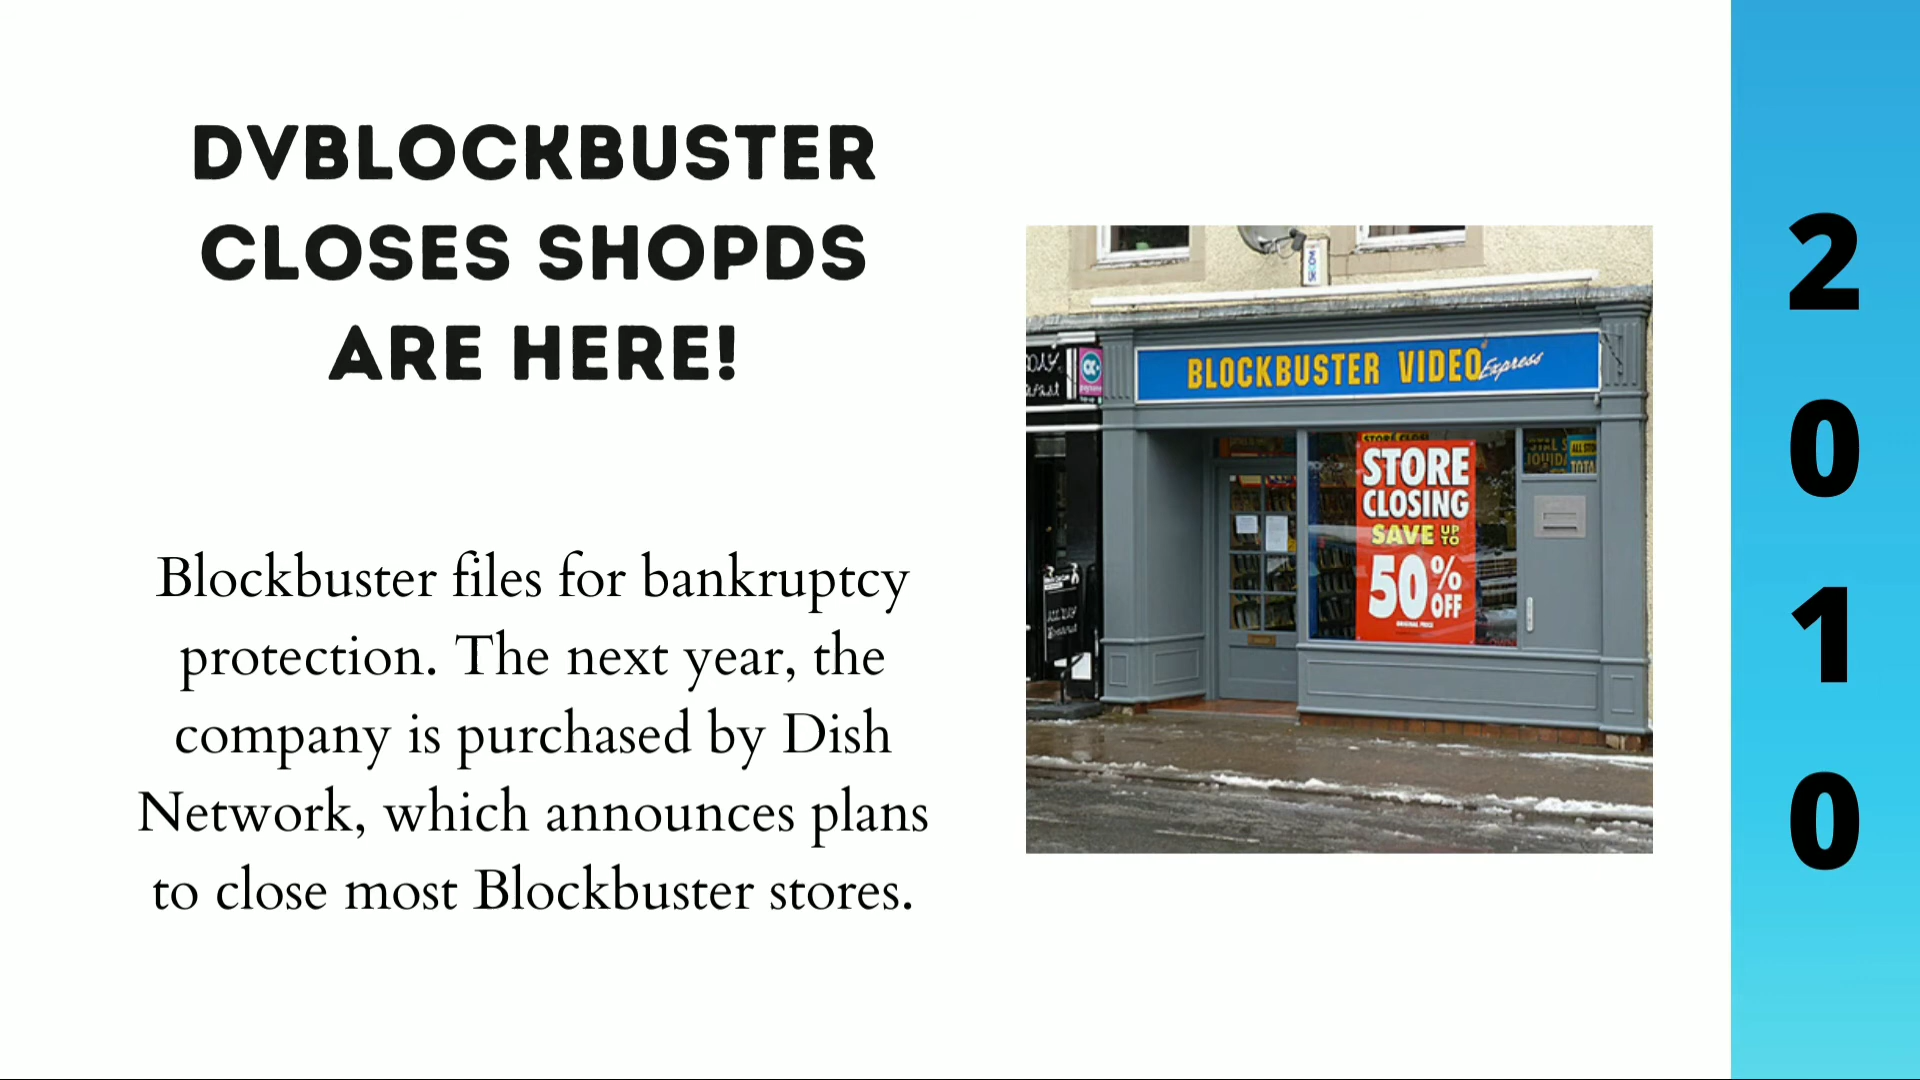 DVBLOCKBUSTER
CLOSES SHOPDS
ARE HERE!
Blockbuster files for bankruptcy
protection. The next year, the
company is purchased by Dish
Network, which announces plans
to close most Blockbuster stores.
BLOCKBUSTER VIDEO Express
STORE
CLOSING
SAVE UP TO
50% OFF
2
0
1
0